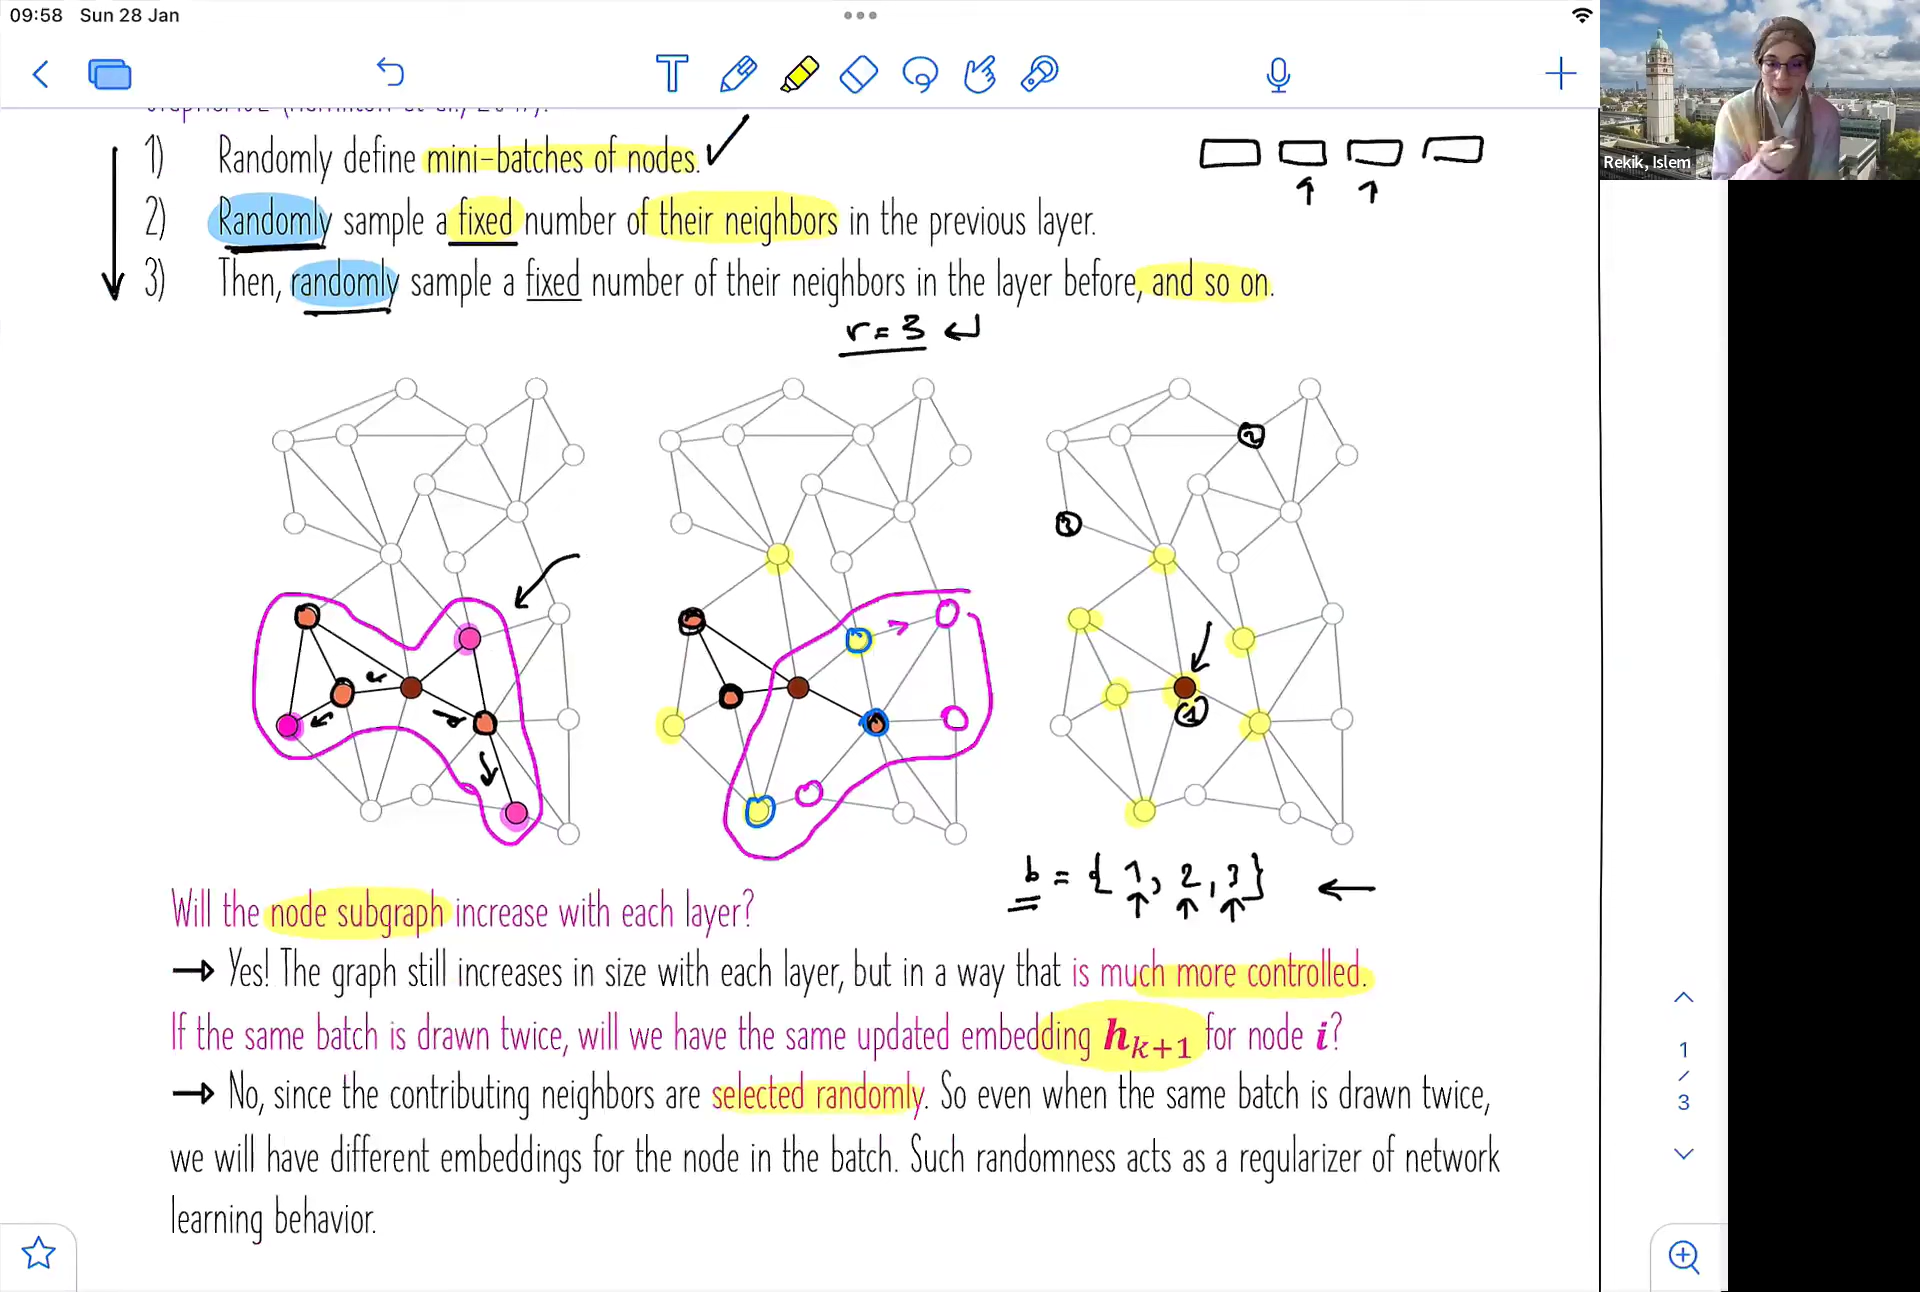 09:58 Sun 28 Jan
1) Randomly define mini-batches of nodes.
2) Randomly sample a fixed number of their neighbors in the previous layer.
3) Then, randomly sample a fixed number of their neighbors in the layer before, and so on.
r = 3
2
3
1
b = { 1, 2, 3 }
Will the node subgraph increase with each layer?
→ Yes! The graph still increases in size with each layer, but in a way that is much more controlled.
If the same batch is drawn twice, will we have the same updated embedding h_{k+1} for node i?
→ No, since the contributing neighbors are selected randomly. So even when the same batch is drawn twice,
we will have different embeddings for the node in the batch. Such randomness acts as a regularizer of network
learning behavior.
Rekik, Islem
1
/
3